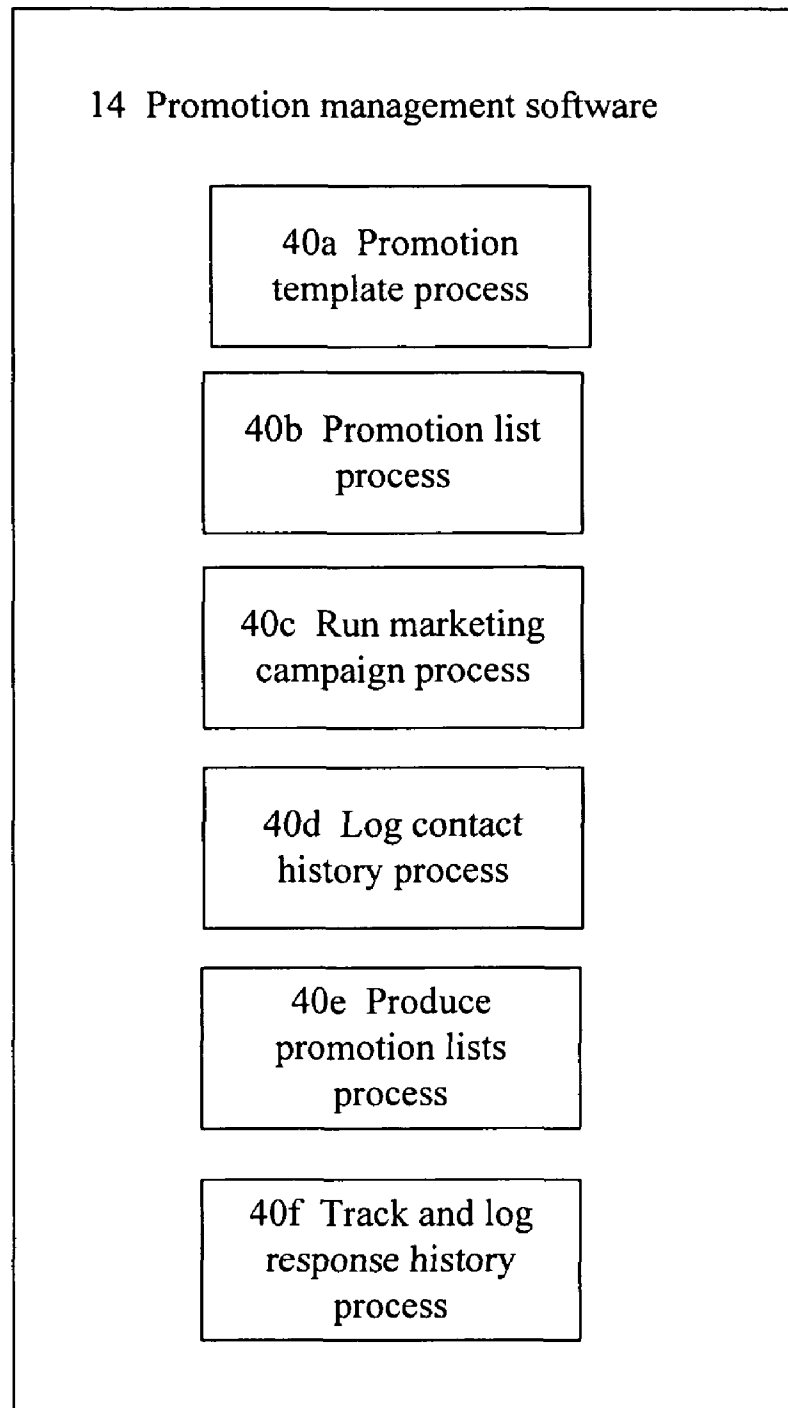 14 Promotion management software
40a Promotion
template process
40b Promotion list
process
40c Run marketing
campaign process
40d Log contact
history process
40e Produce
promotion lists
process
40f Track and log
response history
process